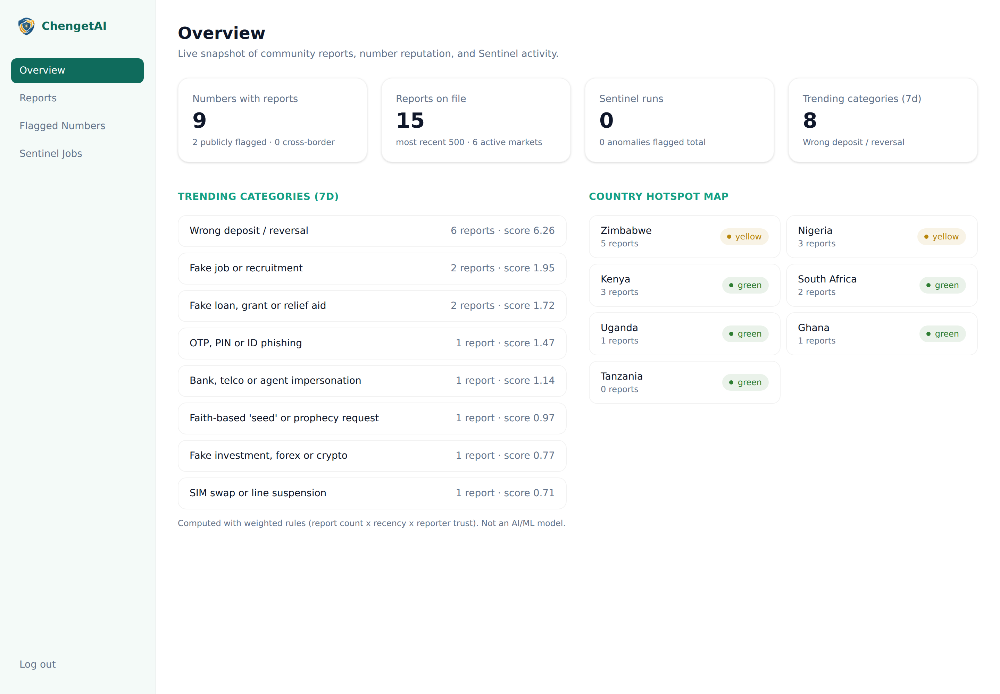 ChengetAI
Overview
Reports
Flagged Numbers
Sentinel Jobs
Log out
Overview
Live snapshot of community reports, number reputation, and Sentinel activity.
Numbers with reports
9
2 publicly flagged · 0 cross-border
Reports on file
15
most recent 500 · 6 active markets
Sentinel runs
0
0 anomalies flagged total
Trending categories (7d)
8
Wrong deposit / reversal
TRENDING CATEGORIES (7D)
Wrong deposit / reversal 6 reports · score 6.26
Fake job or recruitment 2 reports · score 1.95
Fake loan, grant or relief aid 2 reports · score 1.72
OTP, PIN or ID phishing 1 report · score 1.47
Bank, telco or agent impersonation 1 report · score 1.14
Faith-based 'seed' or prophecy request 1 report · score 0.97
Fake investment, forex or crypto 1 report · score 0.77
SIM swap or line suspension 1 report · score 0.71
Computed with weighted rules (report count x recency x reporter trust). Not an AI/ML model.
COUNTRY HOTSPOT MAP
Zimbabwe
5 reports
yellow
Nigeria
3 reports
yellow
Kenya
3 reports
green
South Africa
2 reports
green
Uganda
1 reports
green
Ghana
1 reports
green
Tanzania
0 reports
green